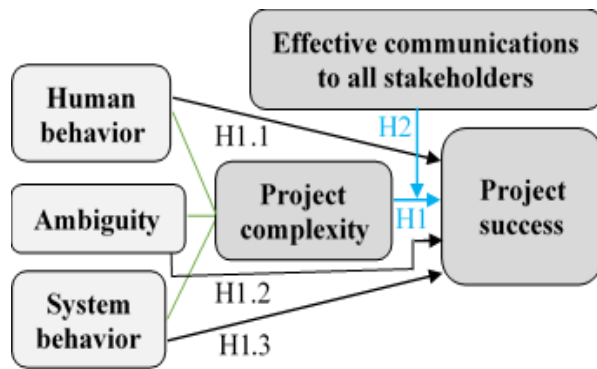 Effective communications
to all stakeholders
Human
behavior
H1.1
H2
Ambiguity
Project
complexity
H1
Project
success
H1.2
System
behavior
H1.3